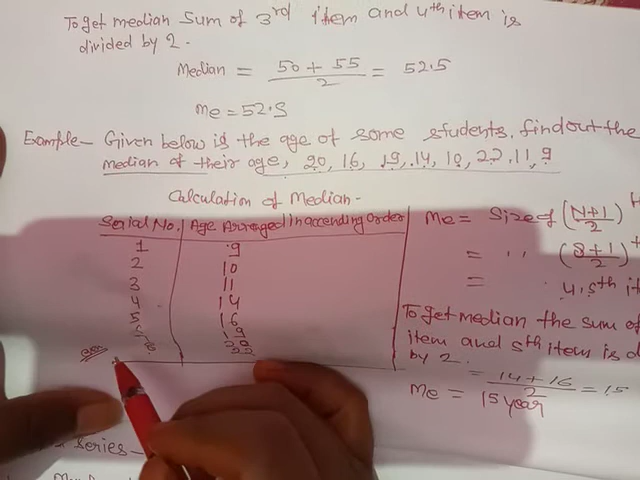 To get median sum of 3rd item and 4th item is
divided by 2.
Median = 50 + 55 / 2 = 52.5
Me = 52.5
Example - Given below is the age of some students. find out the
median of their age, 20, 16, 19, 14, 10, 22, 11, 9
Calculation of Median -
Serial No. Age Arranged in accending order
1 9
2 10
3 11
4 14
5 16
19
22
Me = Size of (N+1 / 2)
= " (8+1 / 2)
= 4.5th
To get median the sum of
item and 5th item is
by 2.
= 14 + 16 / 2 = 15
Me = 15 year
series -